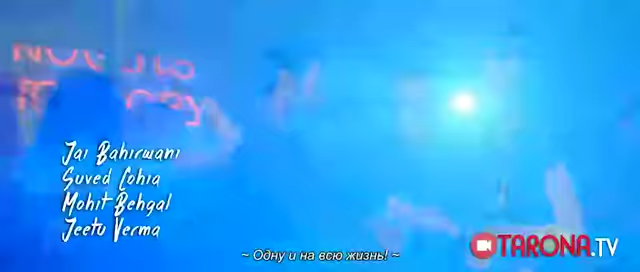 Jai Bahirwani
Suved Lohia
Mohit Behgal
Jeetu Verma
~ Одну и на всю жизнь! ~
TARONA.TV